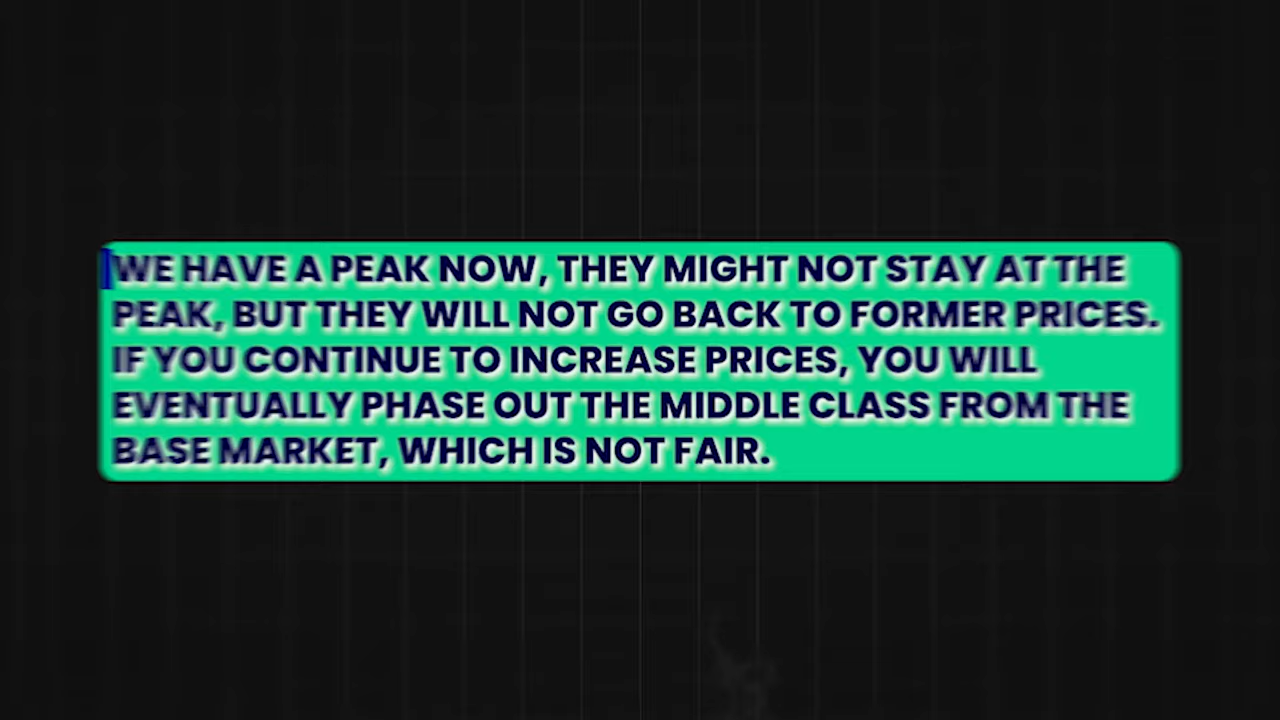 WE HAVE A PEAK NOW, THEY MIGHT NOT STAY AT THE
PEAK, BUT THEY WILL NOT GO BACK TO FORMER PRICES.
IF YOU CONTINUE TO INCREASE PRICES, YOU WILL
EVENTUALLY PHASE OUT THE MIDDLE CLASS FROM THE
BASE MARKET, WHICH IS NOT FAIR.